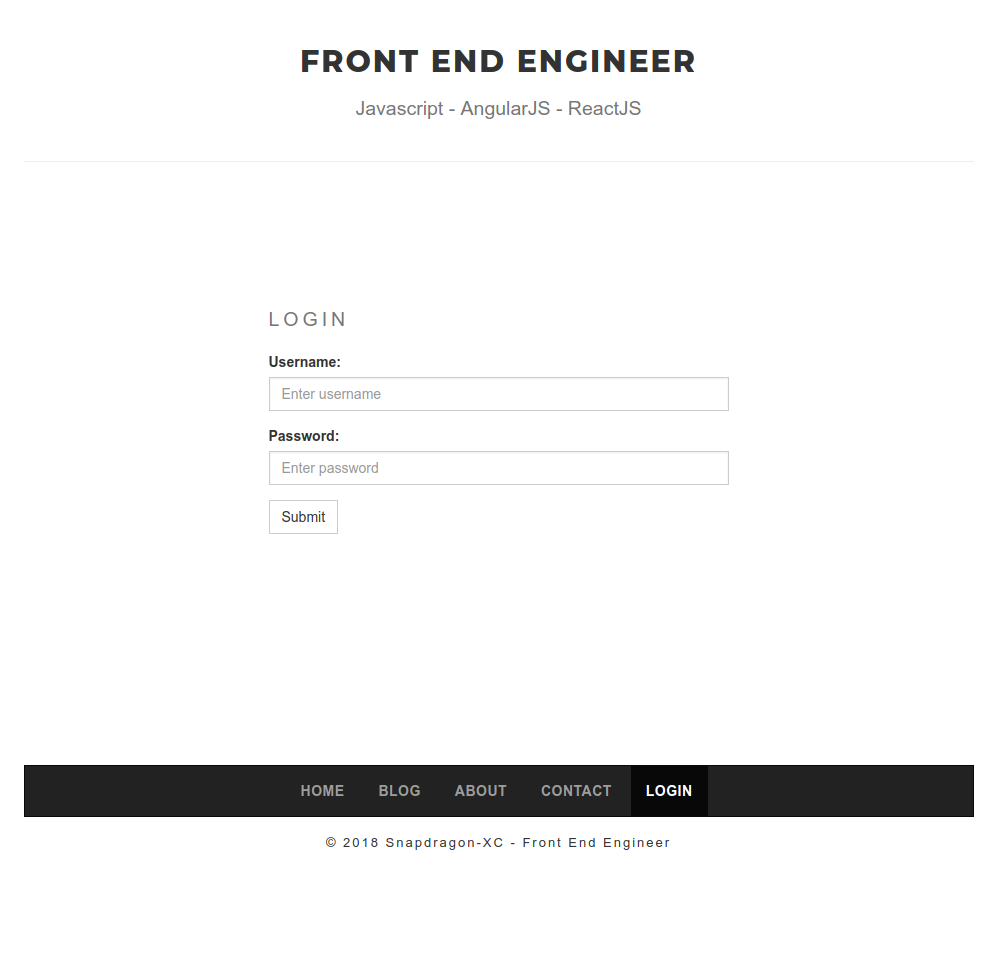 FRONT END ENGINEER
Javascript - AngularJS - ReactJS
LOGIN
Username:
Enter username
Password:
Enter password
Submit
HOME BLOG ABOUT CONTACT LOGIN
© 2018 Snapdragon-XC - Front End Engineer